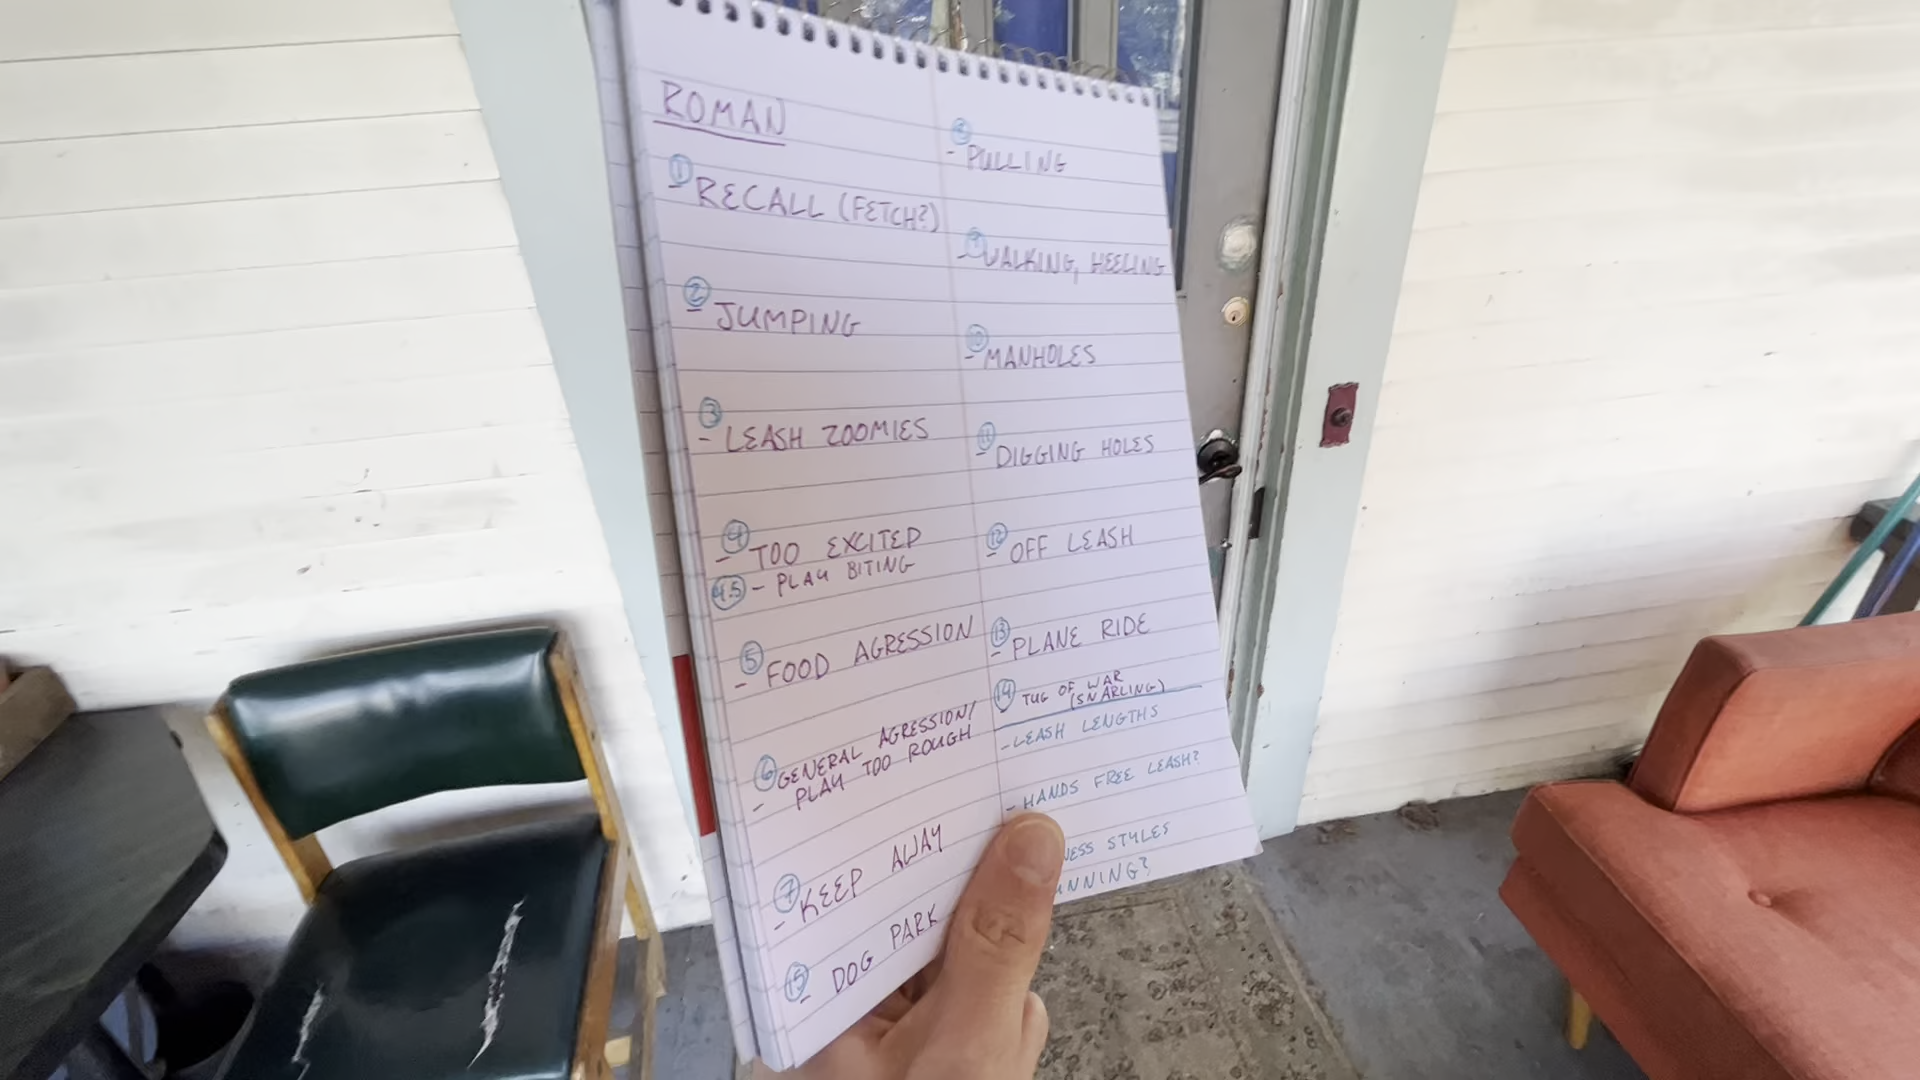 ROMAN
① - RECALL (FETCH?)
② - JUMPING
③ - LEASH ZOOMIES
④ - TOO EXCITED
4.5 - PLAY BITING
⑤ - FOOD AGRESSION
⑥ - GENERAL AGRESSION/
PLAY TOO ROUGH
⑦ - KEEP AWAY
⑮ - DOG PARK
- PULLING
⑨ - WALKING, HEELING
⑩ - MANHOLES
⑪ - DIGGING HOLES
⑫ - OFF LEASH
⑬ - PLANE RIDE
⑭ TUG OF WAR
(SNARLING)
- LEASH LENGTHS
- HANDS FREE LEASH?
STYLES